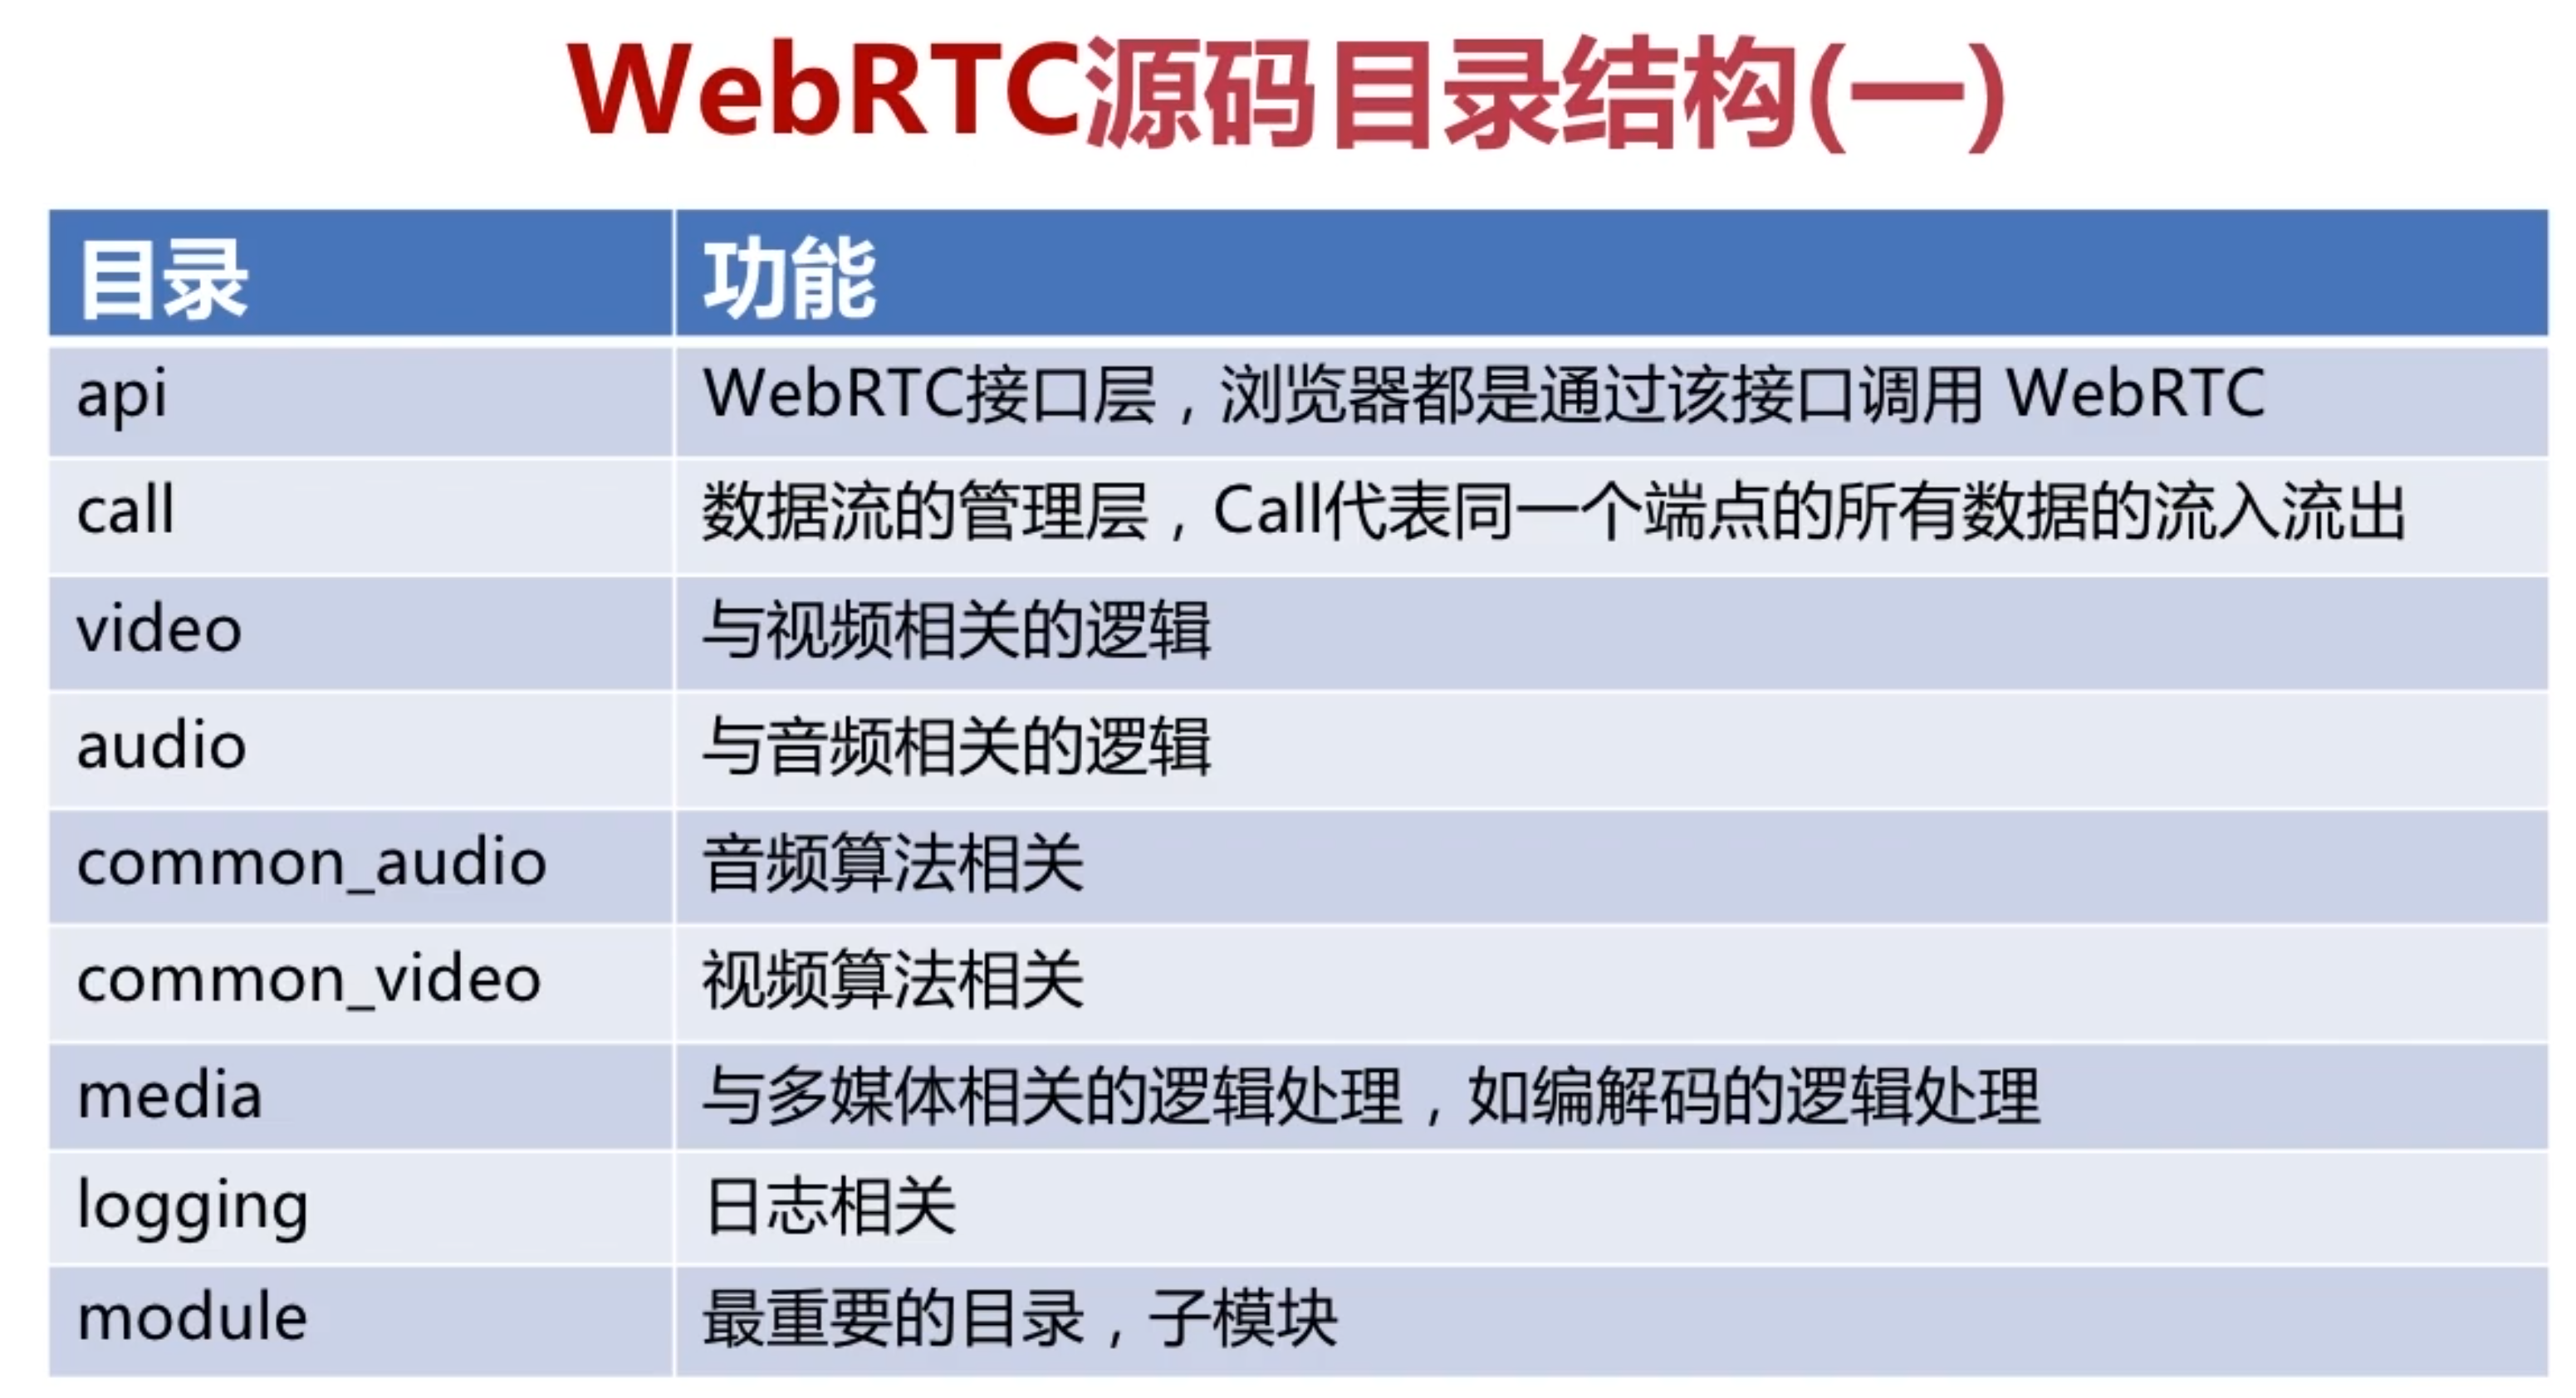 WebRTC源码目录结构(一)
目录 功能
api WebRTC接口层，浏览器都是通过该接口调用 WebRTC
call 数据流的管理层，Call代表同一个端点的所有数据的流入流出
video 与视频相关的逻辑
audio 与音频相关的逻辑
common_audio 音频算法相关
common_video 视频算法相关
media 与多媒体相关的逻辑处理，如编解码的逻辑处理
logging 日志相关
module 最重要的目录，子模块